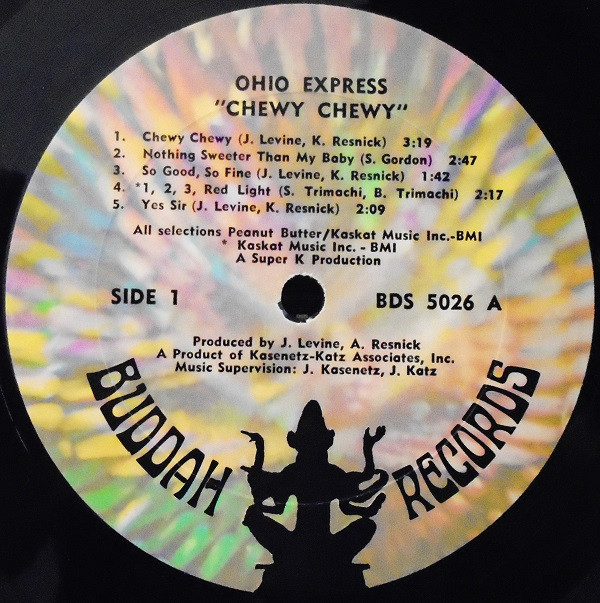 OHIO EXPRESS
"CHEWY CHEWY"
1. Chewy Chewy (J. Levine, K. Resnick) 3:19
2. Nothing Sweeter Than My Baby (S. Gordon) 2:47
3. So Good, So Fine (J. Levine, K. Resnick) 1:42
4. *1, 2, 3, Red Light (S. Trimachi, B. Trimachi) 2:17
5. Yes Sir (J. Levine, K. Resnick) 2:09
All selections Peanut Butter/Kaskat Music Inc.-BMI
* Kaskat Music Inc. - BMI
A Super K Production
SIDE 1
BDS 5026 A
Produced by J. Levine, A. Resnick
A Product of Kasenetz-Katz Associates, Inc.
Music Supervision: J. Kasenetz, J. Katz
BUDDAH RECORDS